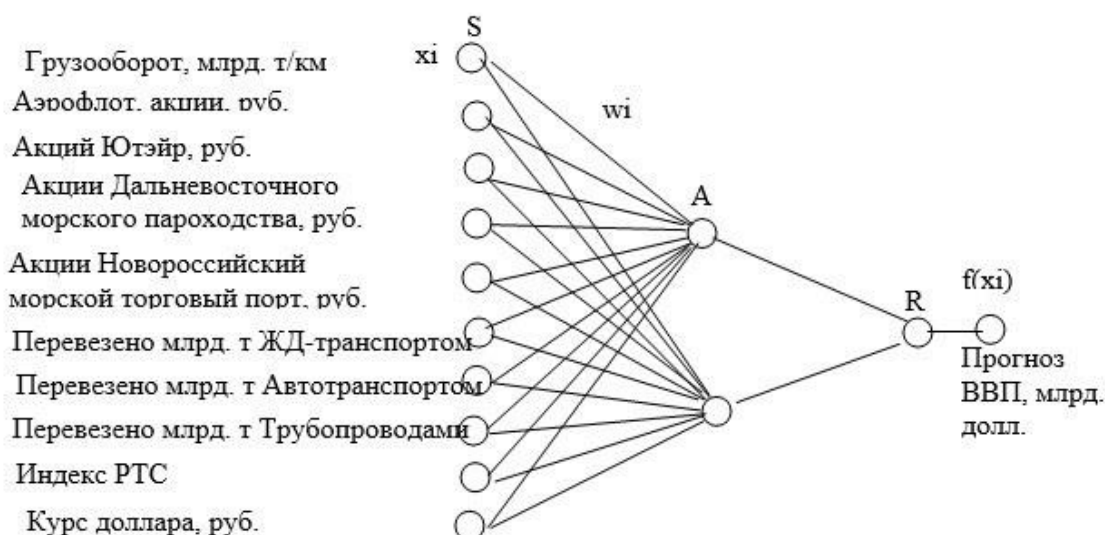 S
xi
Грузооборот, млрд. т/км
Аэрофлот, акции, руб.
wi
Акций Ютэйр, руб.
Акции Дальневосточного
морского пароходства, руб.
A
Акции Новороссийский
морской торговый порт, руб.
f(xi)
R
Перевезено млрд. т ЖД-транспортом
Перевезено млрд. т Автотранспортом
Перевезено млрд. т Трубопроводами
Индекс РТС
Курс доллара, руб.
Прогноз
ВВП, млрд.
долл.